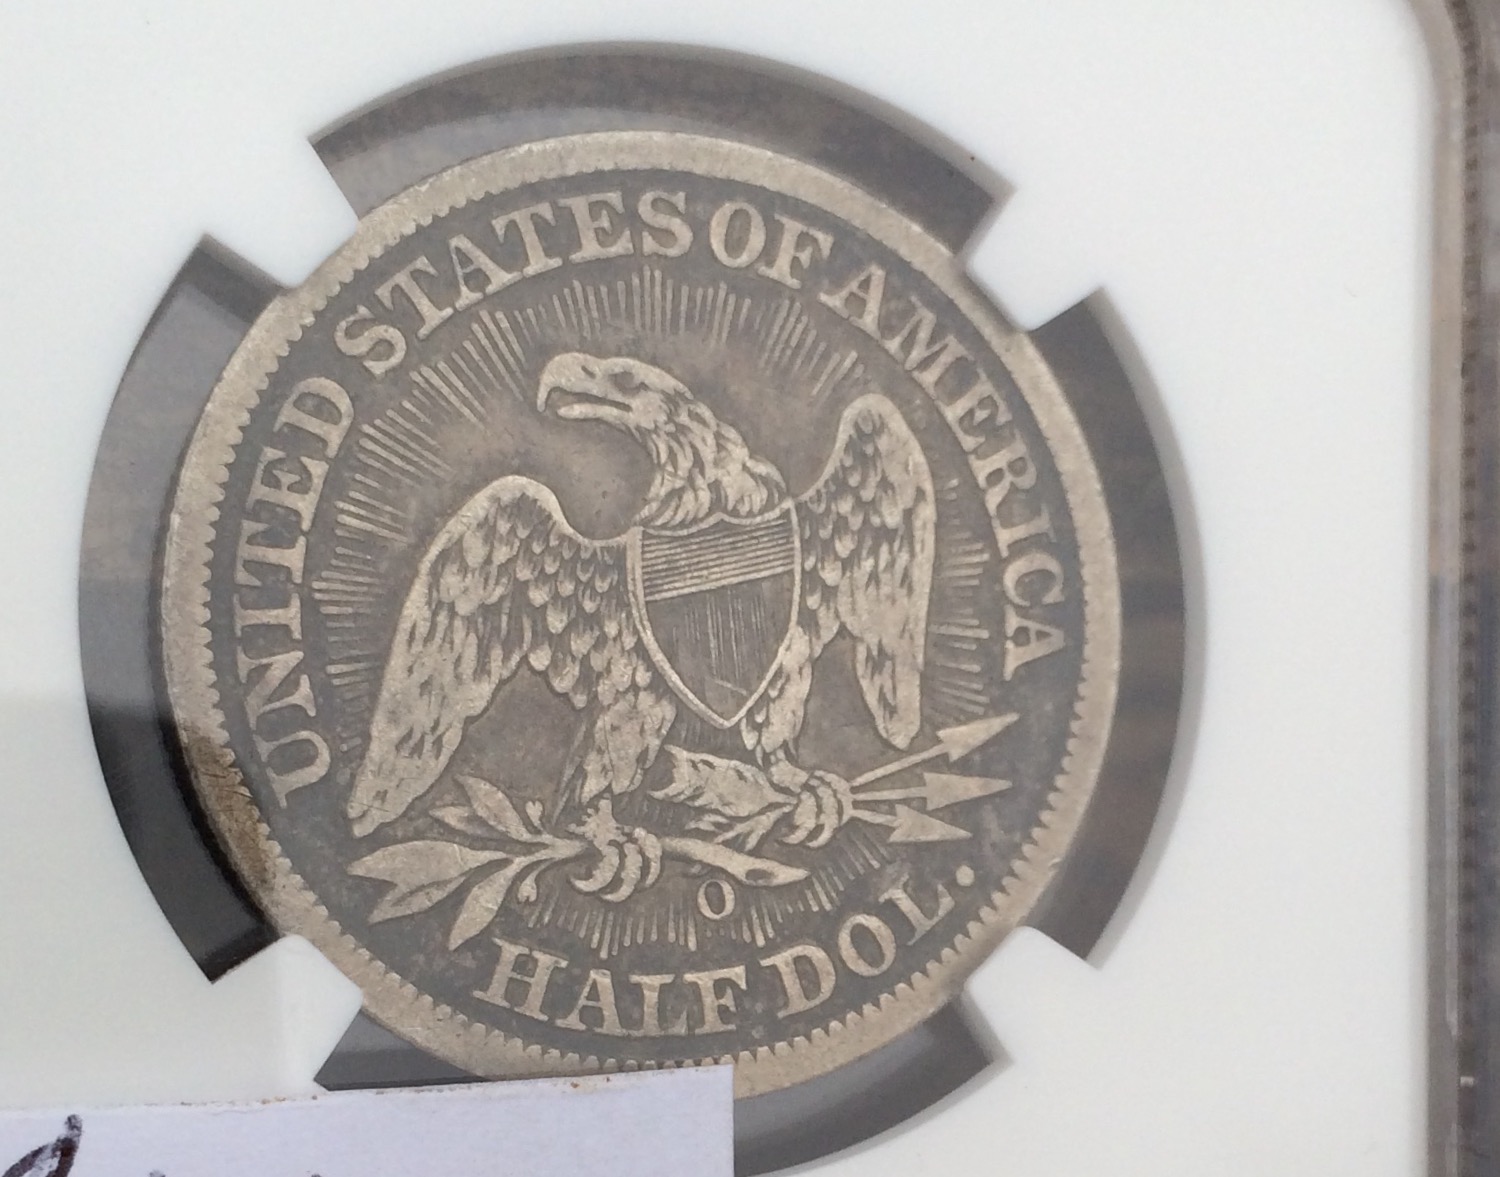 UNITED STATES OF AMERICA
O
HALF DOL.